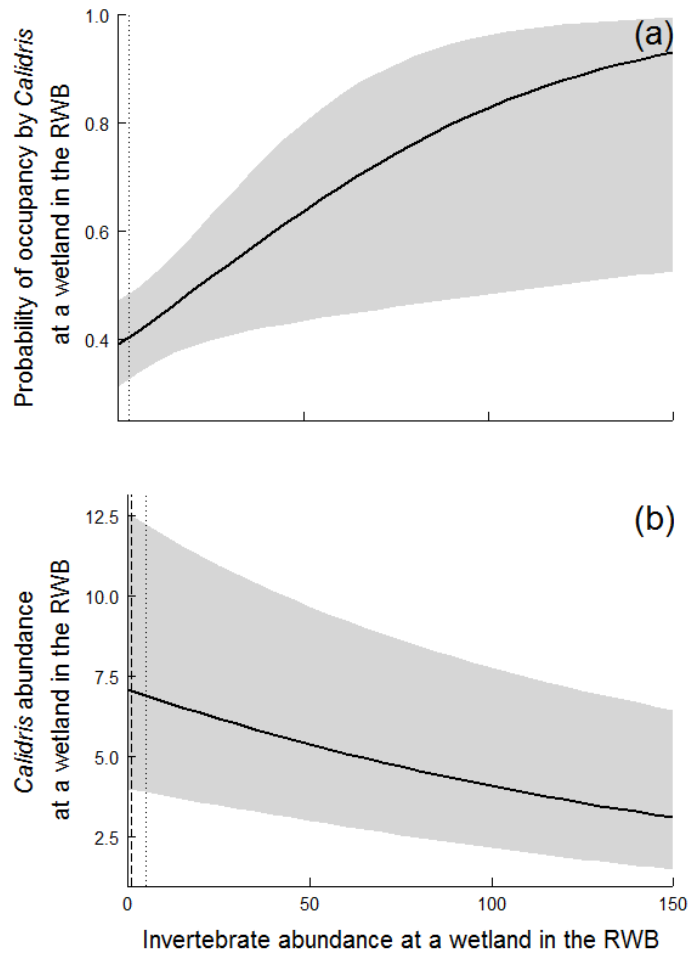 (a)
Probability of occupancy by Calidris
at a wetland in the RWB
1.0
0.8
0.6
0.4
(b)
Calidris abundance
at a wetland in the RWB
12.5
10.0
7.5
5.0
2.5
0 50 100 150
Invertebrate abundance at a wetland in the RWB